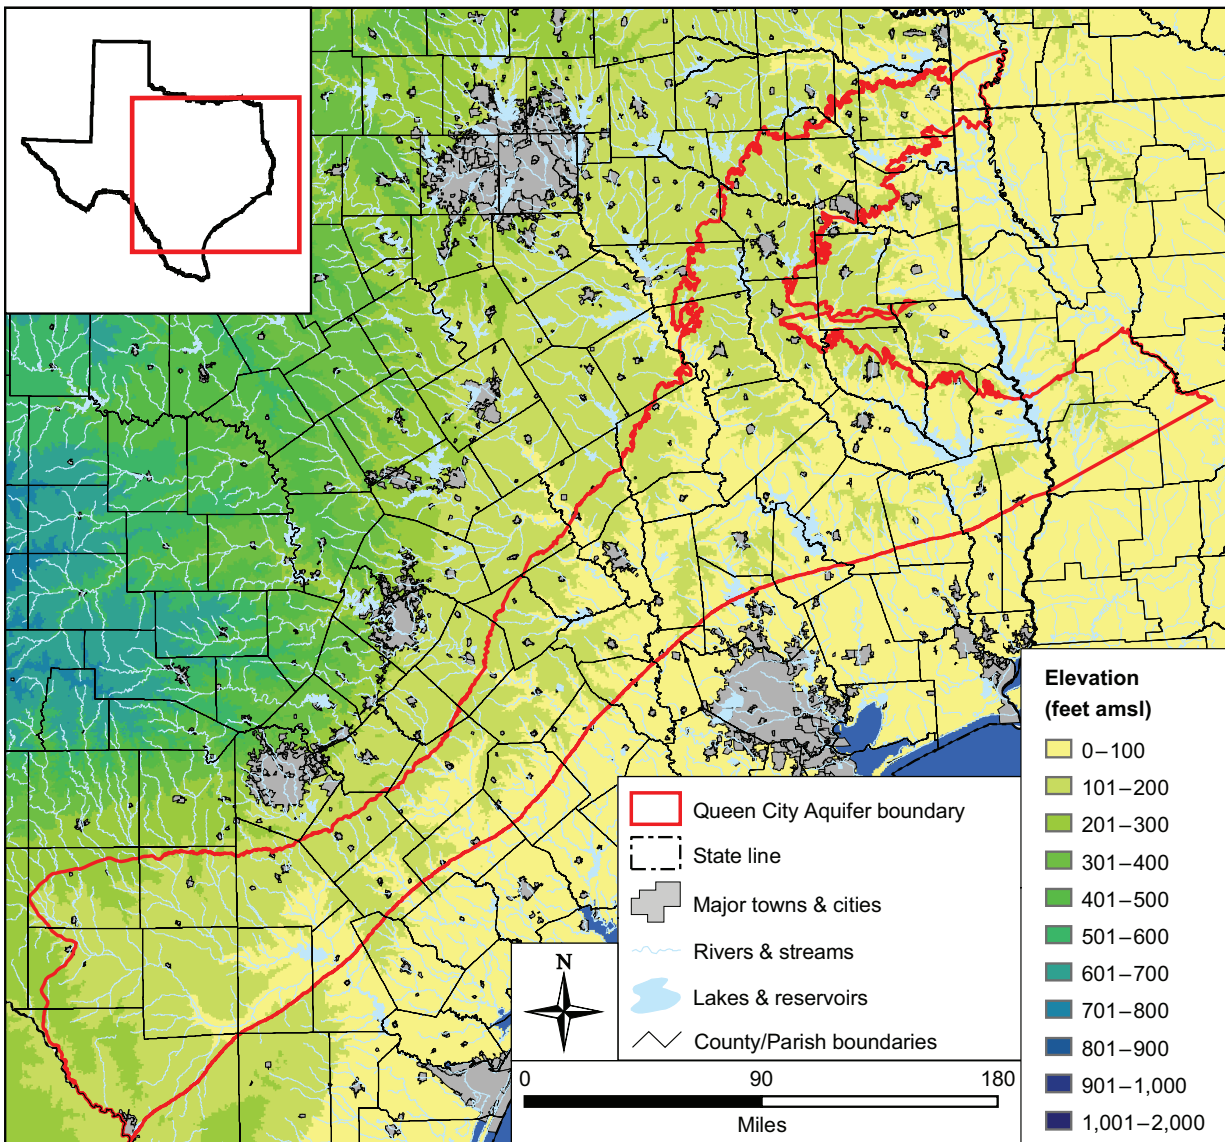 Elevation
(feet amsl)
0–100
101–200
201–300
301–400
401–500
501–600
601–700
701–800
801–900
901–1,000
1,001–2,000
Queen City Aquifer boundary
State line
Major towns & cities
Rivers & streams
Lakes & reservoirs
County/Parish boundaries
N
0 90 180
Miles